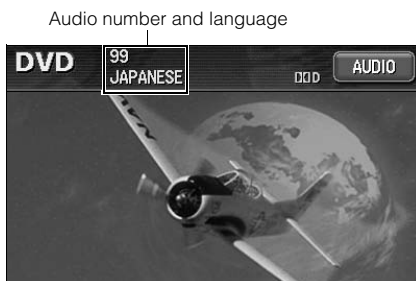 Audio number and language
DVD
99
JAPANESE
AUDIO